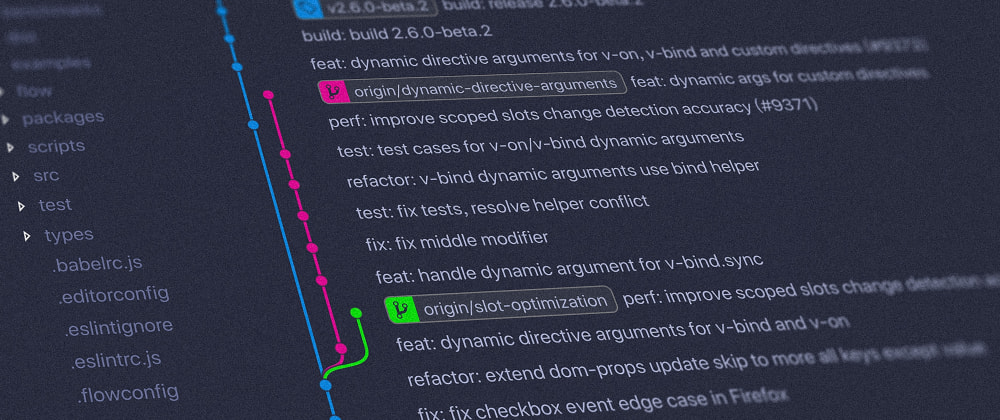 examples
flow
packages
scripts
src
test
types
.babelrc.js
.editorconfig
.eslintignore
.eslintrc.js
.flowconfig
v2.6.0-beta.2 build: release 2.6.0-beta.2
build: build 2.6.0-beta.2
feat: dynamic directive arguments for v-on, v-bind and custom directives (#9373)
origin/dynamic-directive-arguments feat: dynamic args for custom directives
perf: improve scoped slots change detection accuracy (#9371)
test: test cases for v-on/v-bind dynamic arguments
refactor: v-bind dynamic arguments use bind helper
test: fix tests, resolve helper conflict
fix: fix middle modifier
feat: handle dynamic argument for v-bind.sync
origin/slot-optimization perf: improve scoped slots change detection
feat: dynamic directive arguments for v-bind and v-on
refactor: extend dom-props update skip to more all keys except value
fix: fix checkbox event edge case in Firefox